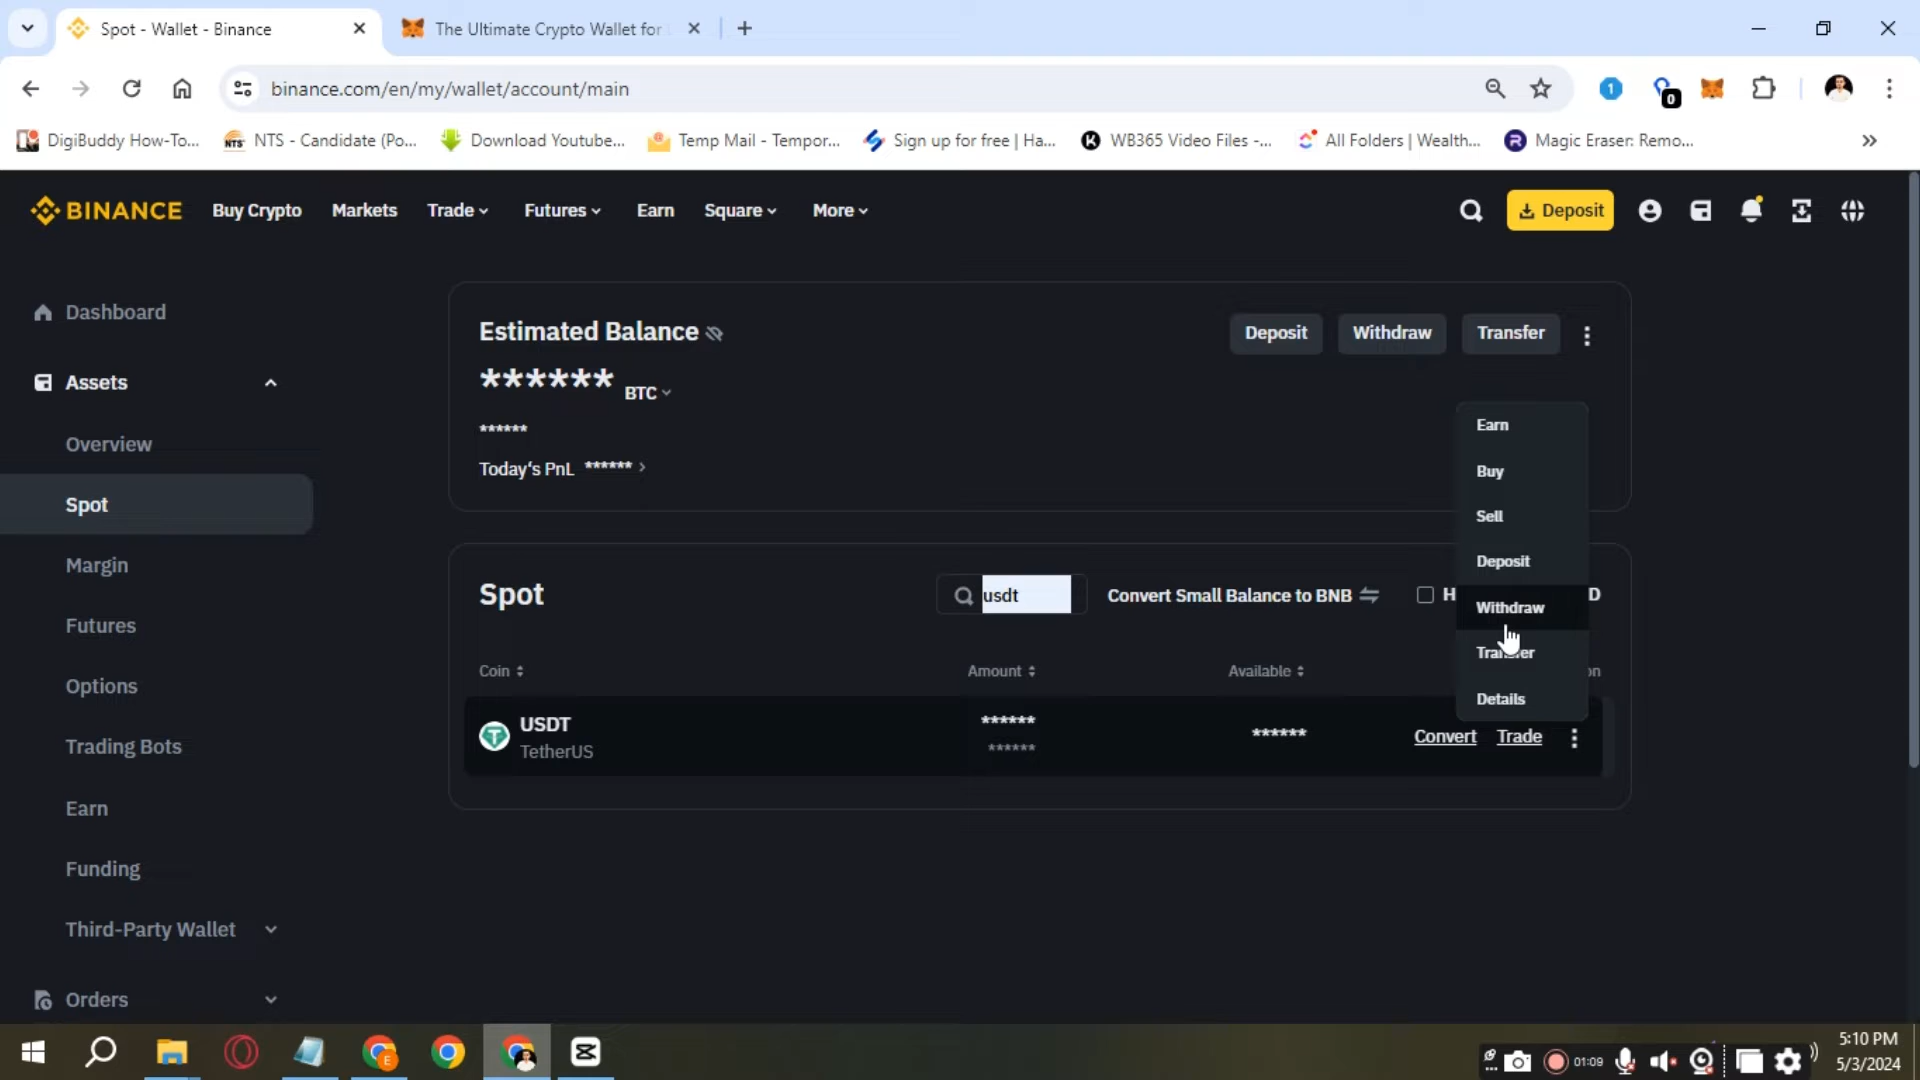 Spot - Wallet - Binance
The Ultimate Crypto Wallet for
binance.com/en/my/wallet/account/main
1
0
DigiBuddy How-To...
NTS - Candidate (Po...
Download Youtube...
Temp Mail - Tempor...
Sign up for free | Ha...
WB365 Video Files -...
All Folders | Wealth...
Magic Eraser: Remo...
BINANCE
Buy Crypto
Markets
Trade
Futures
Earn
Square
More
Deposit
Dashboard
Assets
Overview
Spot
Margin
Futures
Options
Trading Bots
Earn
Funding
Third-Party Wallet
Orders
Estimated Balance
Deposit
Withdraw
Transfer
****** BTC
******
Today's PnL ******
Earn
Buy
Sell
Deposit
Withdraw
Details
Spot
usdt
Convert Small Balance to BNB
Coin
Amount
Available
USDT
TetherUS
******
******
******
Convert
Trade
E
01:09
5:10 PM
5/3/2024